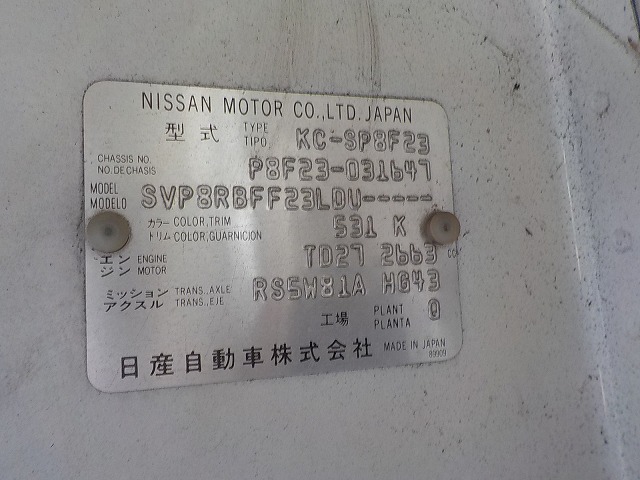 NISSAN MOTOR CO.,LTD.JAPAN
型式 TYPE TIPO. KC-SP8F23
CHASSIS NO. NO.DE CHASIS P8F23-031647
MODEL MODELO SVP8RBFF23LDU-----
カラー COLOR,TRIM トリム COLOR,GUARNICION 531 K
エンジン ENGINE MOTOR TD27 2663
ミッション TRANS.,AXLE アクスル TRANS.,EJE RS5W81A HG43
工場 PLANT PLANTA 0
日産自動車株式会社 MADE IN JAPAN
89909